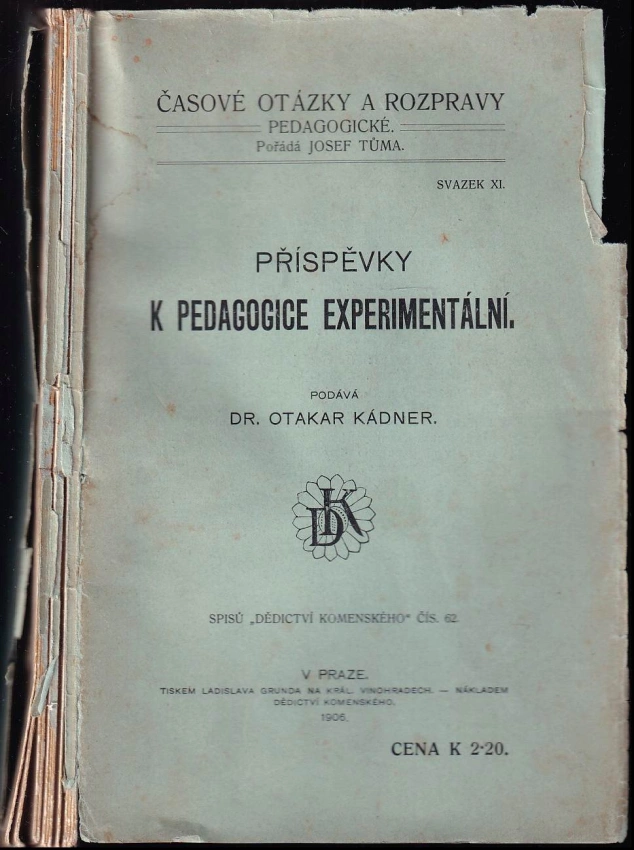 ČASOVÉ OTÁZKY A ROZPRAVY
PEDAGOGICKÉ.
Pořádá JOSEF TŮMA.
SVAZEK XI.
PŘÍSPĚVKY
K PEDAGOGICE EXPERIMENTÁLNÍ.
PODÁVÁ
DR. OTAKAR KÁDNER.
DK
SPISŮ „DĚDICTVÍ KOMENSKÉHO" ČÍS. 62.
V PRAZE.
TISKEM LADISLAVA GRUNDA NA KRÁL. VINOHRADECH. — NÁKLADEM
DĚDICTVÍ KOMENSKÉHO.
1906.
CENA K 2·20.